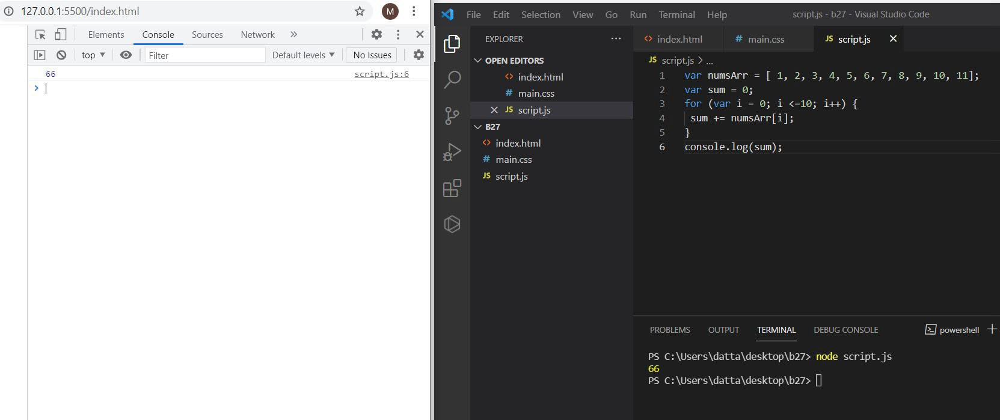 127.0.0.1:5500/index.html
M
Elements Console Sources Network
top Filter Default levels No Issues
66 script.js:6
File Edit Selection View Go Run Terminal Help script.js - b27 - Visual Studio Code
EXPLORER
OPEN EDITORS
index.html
# main.css
JS script.js
B27
index.html
# main.css
JS script.js
index.html # main.css JS script.js
JS script.js > ...
1 var numsArr = [ 1, 2, 3, 4, 5, 6, 7, 8, 9, 10, 11];
2 var sum = 0;
3 for (var i = 0; i <=10; i++) {
4 sum += numsArr[i];
5 }
6 console.log(sum);
PROBLEMS OUTPUT TERMINAL DEBUG CONSOLE powershell
PS C:\Users\datta\desktop\b27> node script.js
66
PS C:\Users\datta\desktop\b27>